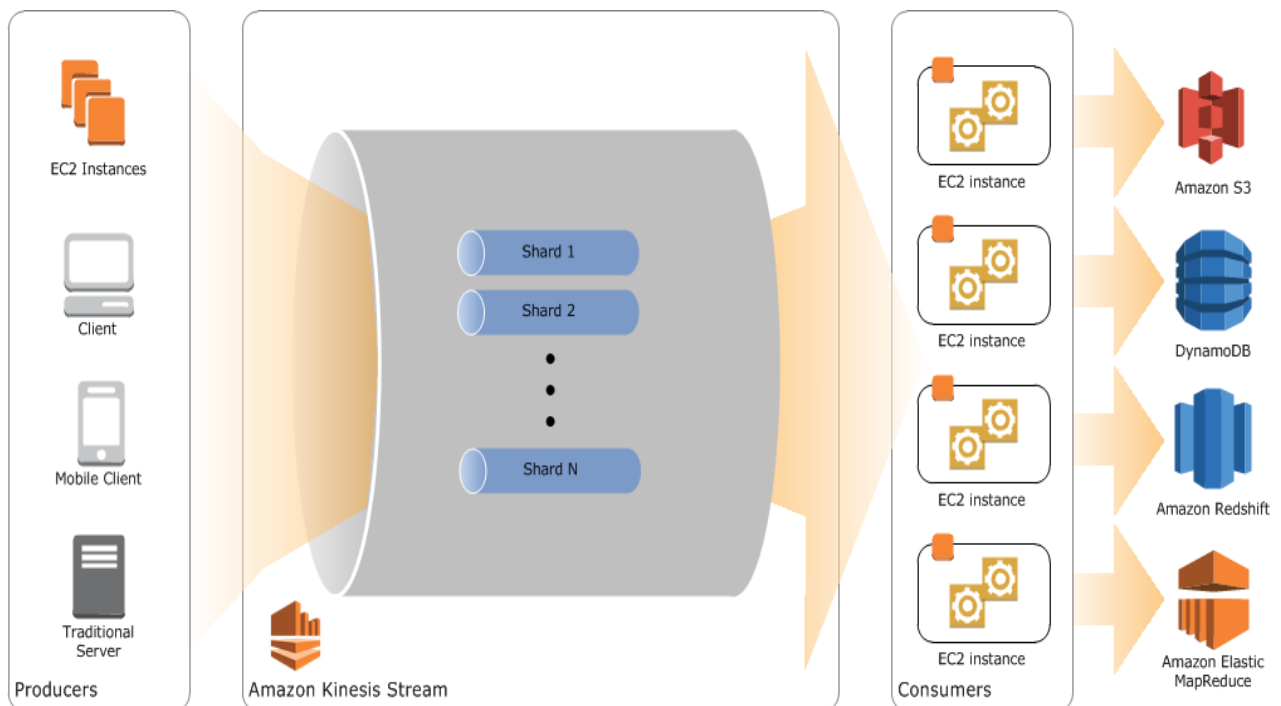 EC2 Instances
Client
Mobile Client
Traditional
Server
Producers
Shard 1
Shard 2
Shard N
Amazon Kinesis Stream
EC2 instance
EC2 instance
EC2 instance
EC2 instance
Consumers
Amazon S3
DynamoDB
Amazon Redshift
Amazon Elastic
MapReduce